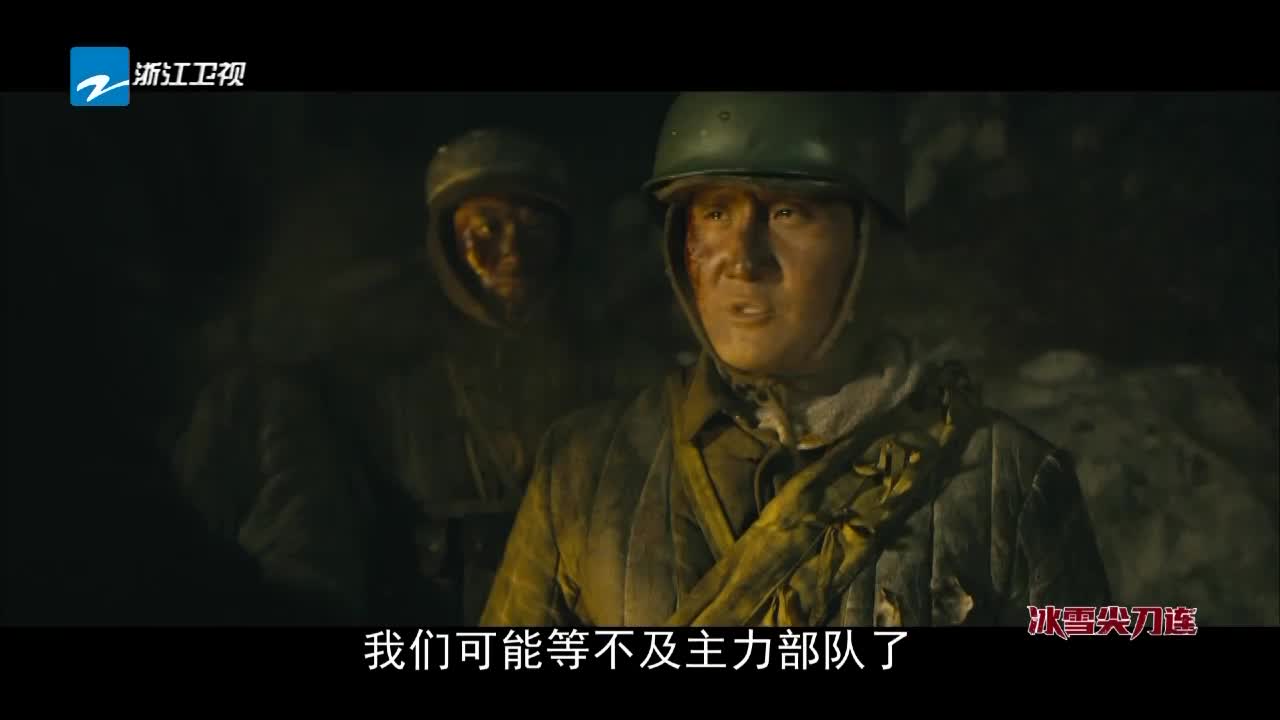 浙江卫视
冰雪尖刀连
我们可能等不及主力部队了